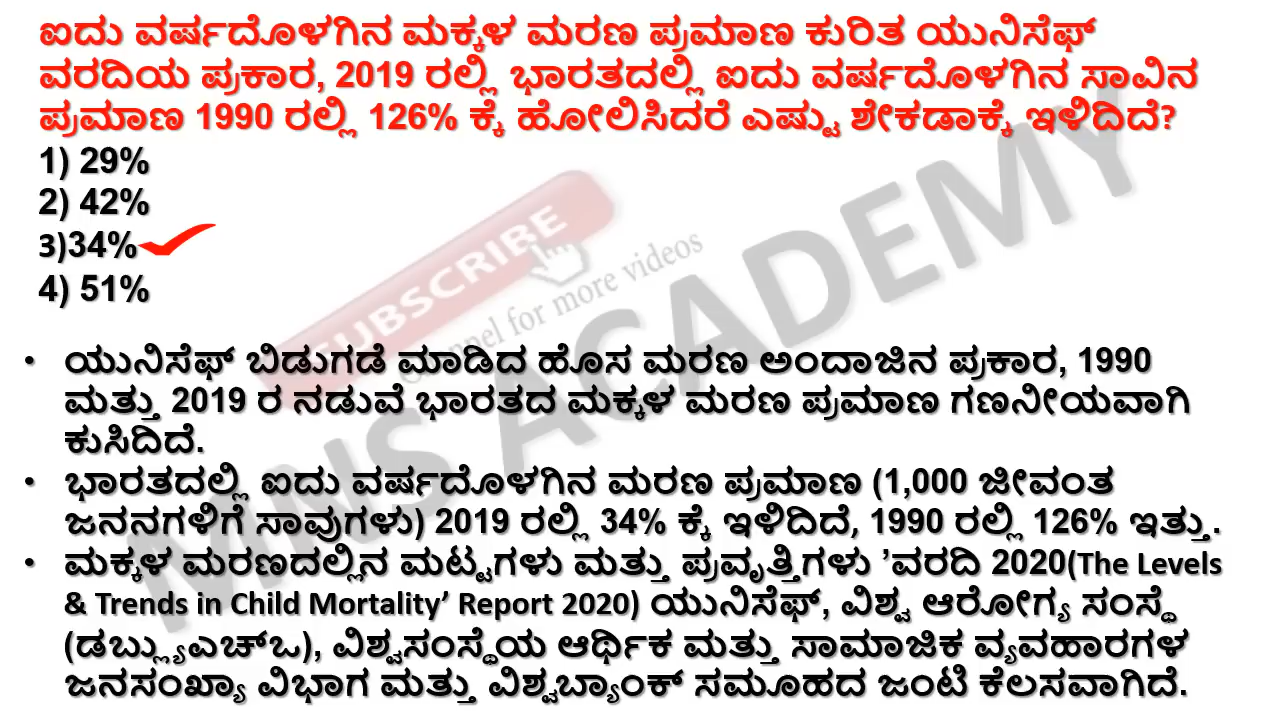 ಐದು ವರ್ಷದೊಳಗಿನ ಮಕ್ಕಳ ಮರಣ ಪ್ರಮಾಣ ಕುರಿತ ಯುನಿಸೆಫ್
ವರದಿಯ ಪ್ರಕಾರ, 2019 ರಲ್ಲಿ ಭಾರತದಲ್ಲಿ ಐದು ವರ್ಷದೊಳಗಿನ ಸಾವಿನ
ಪ್ರಮಾಣ 1990 ರಲ್ಲಿ 126% ಕ್ಕೆ ಹೋಲಿಸಿದರೆ ಎಷ್ಟು ಶೇಕಡಾಕ್ಕೆ ಇಳಿದಿದೆ?
1) 29%
2) 42%
3)34%
4) 51%
SUBSCRIBE
channel for more videos
MNS ACADEMY
• ಯುನಿಸೆಫ್ ಬಿಡುಗಡೆ ಮಾಡಿದ ಹೊಸ ಮರಣ ಅಂದಾಜಿನ ಪ್ರಕಾರ, 1990
ಮತ್ತು 2019 ರ ನಡುವೆ ಭಾರತದ ಮಕ್ಕಳ ಮರಣ ಪ್ರಮಾಣ ಗಣನೀಯವಾಗಿ
ಕುಸಿದಿದೆ.
• ಭಾರತದಲ್ಲಿ ಐದು ವರ್ಷದೊಳಗಿನ ಮರಣ ಪ್ರಮಾಣ (1,000 ಜೀವಂತ
ಜನನಗಳಿಗೆ ಸಾವುಗಳು) 2019 ರಲ್ಲಿ 34% ಕ್ಕೆ ಇಳಿದಿದೆ, 1990 ರಲ್ಲಿ 126% ಇತ್ತು.
• ಮಕ್ಕಳ ಮರಣದಲ್ಲಿನ ಮಟ್ಟಗಳು ಮತ್ತು ಪ್ರವೃತ್ತಿಗಳು ’ವರದಿ 2020(The Levels
& Trends in Child Mortality’ Report 2020) ಯುನಿಸೆಫ್, ವಿಶ್ವ ಆರೋಗ್ಯ ಸಂಸ್ಥೆ
(ಡಬ್ಲ್ಯುಎಚ್‌ಒ), ವಿಶ್ವಸಂಸ್ಥೆಯ ಆರ್ಥಿಕ ಮತ್ತು ಸಾಮಾಜಿಕ ವ್ಯವಹಾರಗಳ
ಜನಸಂಖ್ಯಾ ವಿಭಾಗ ಮತ್ತು ವಿಶ್ವಬ್ಯಾಂಕ್ ಸಮೂಹದ ಜಂಟಿ ಕೆಲಸವಾಗಿದೆ.